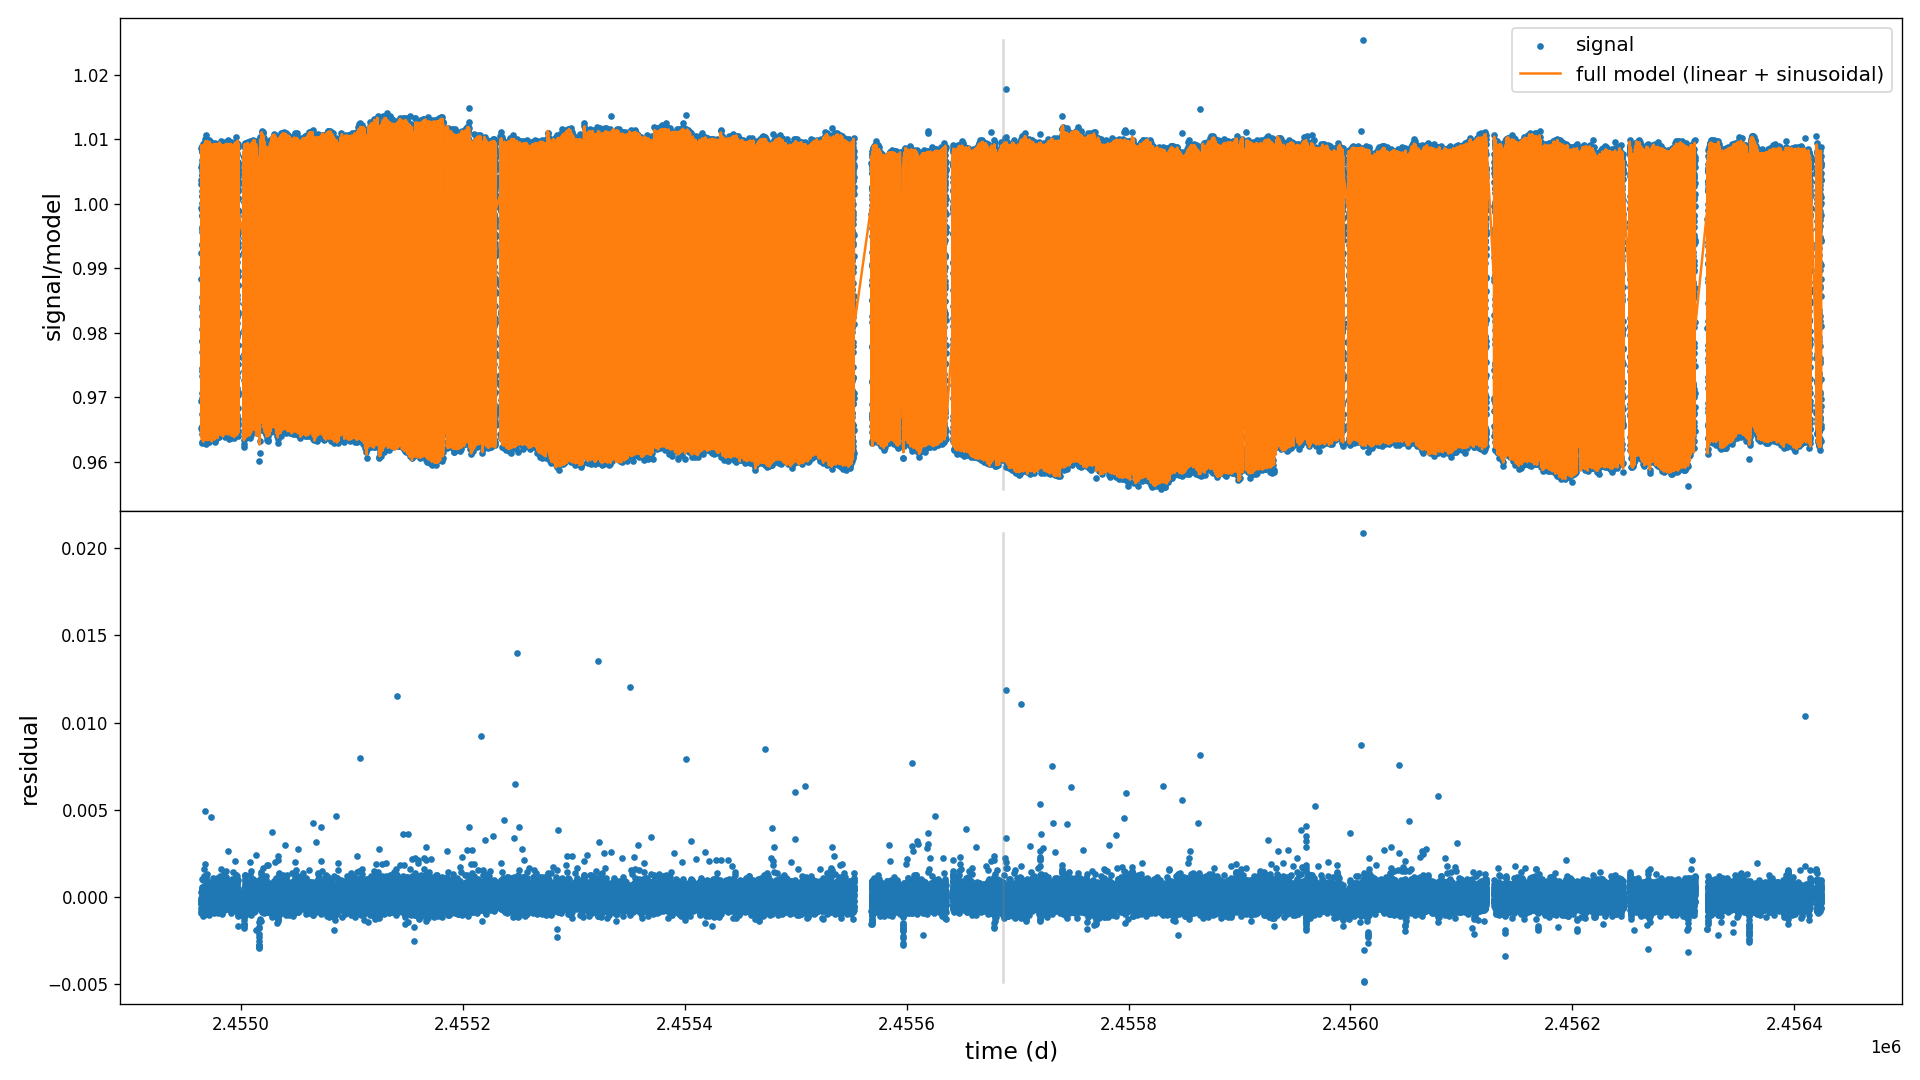 signal
full model (linear + sinusoidal)
signal/model
1.02
1.01
1.00
0.99
0.98
0.97
0.96
residual
0.020
0.015
0.010
0.005
0.000
−0.005
2.4550 2.4552 2.4554 2.4556 2.4558 2.4560 2.4562 2.4564
1e6
time (d)